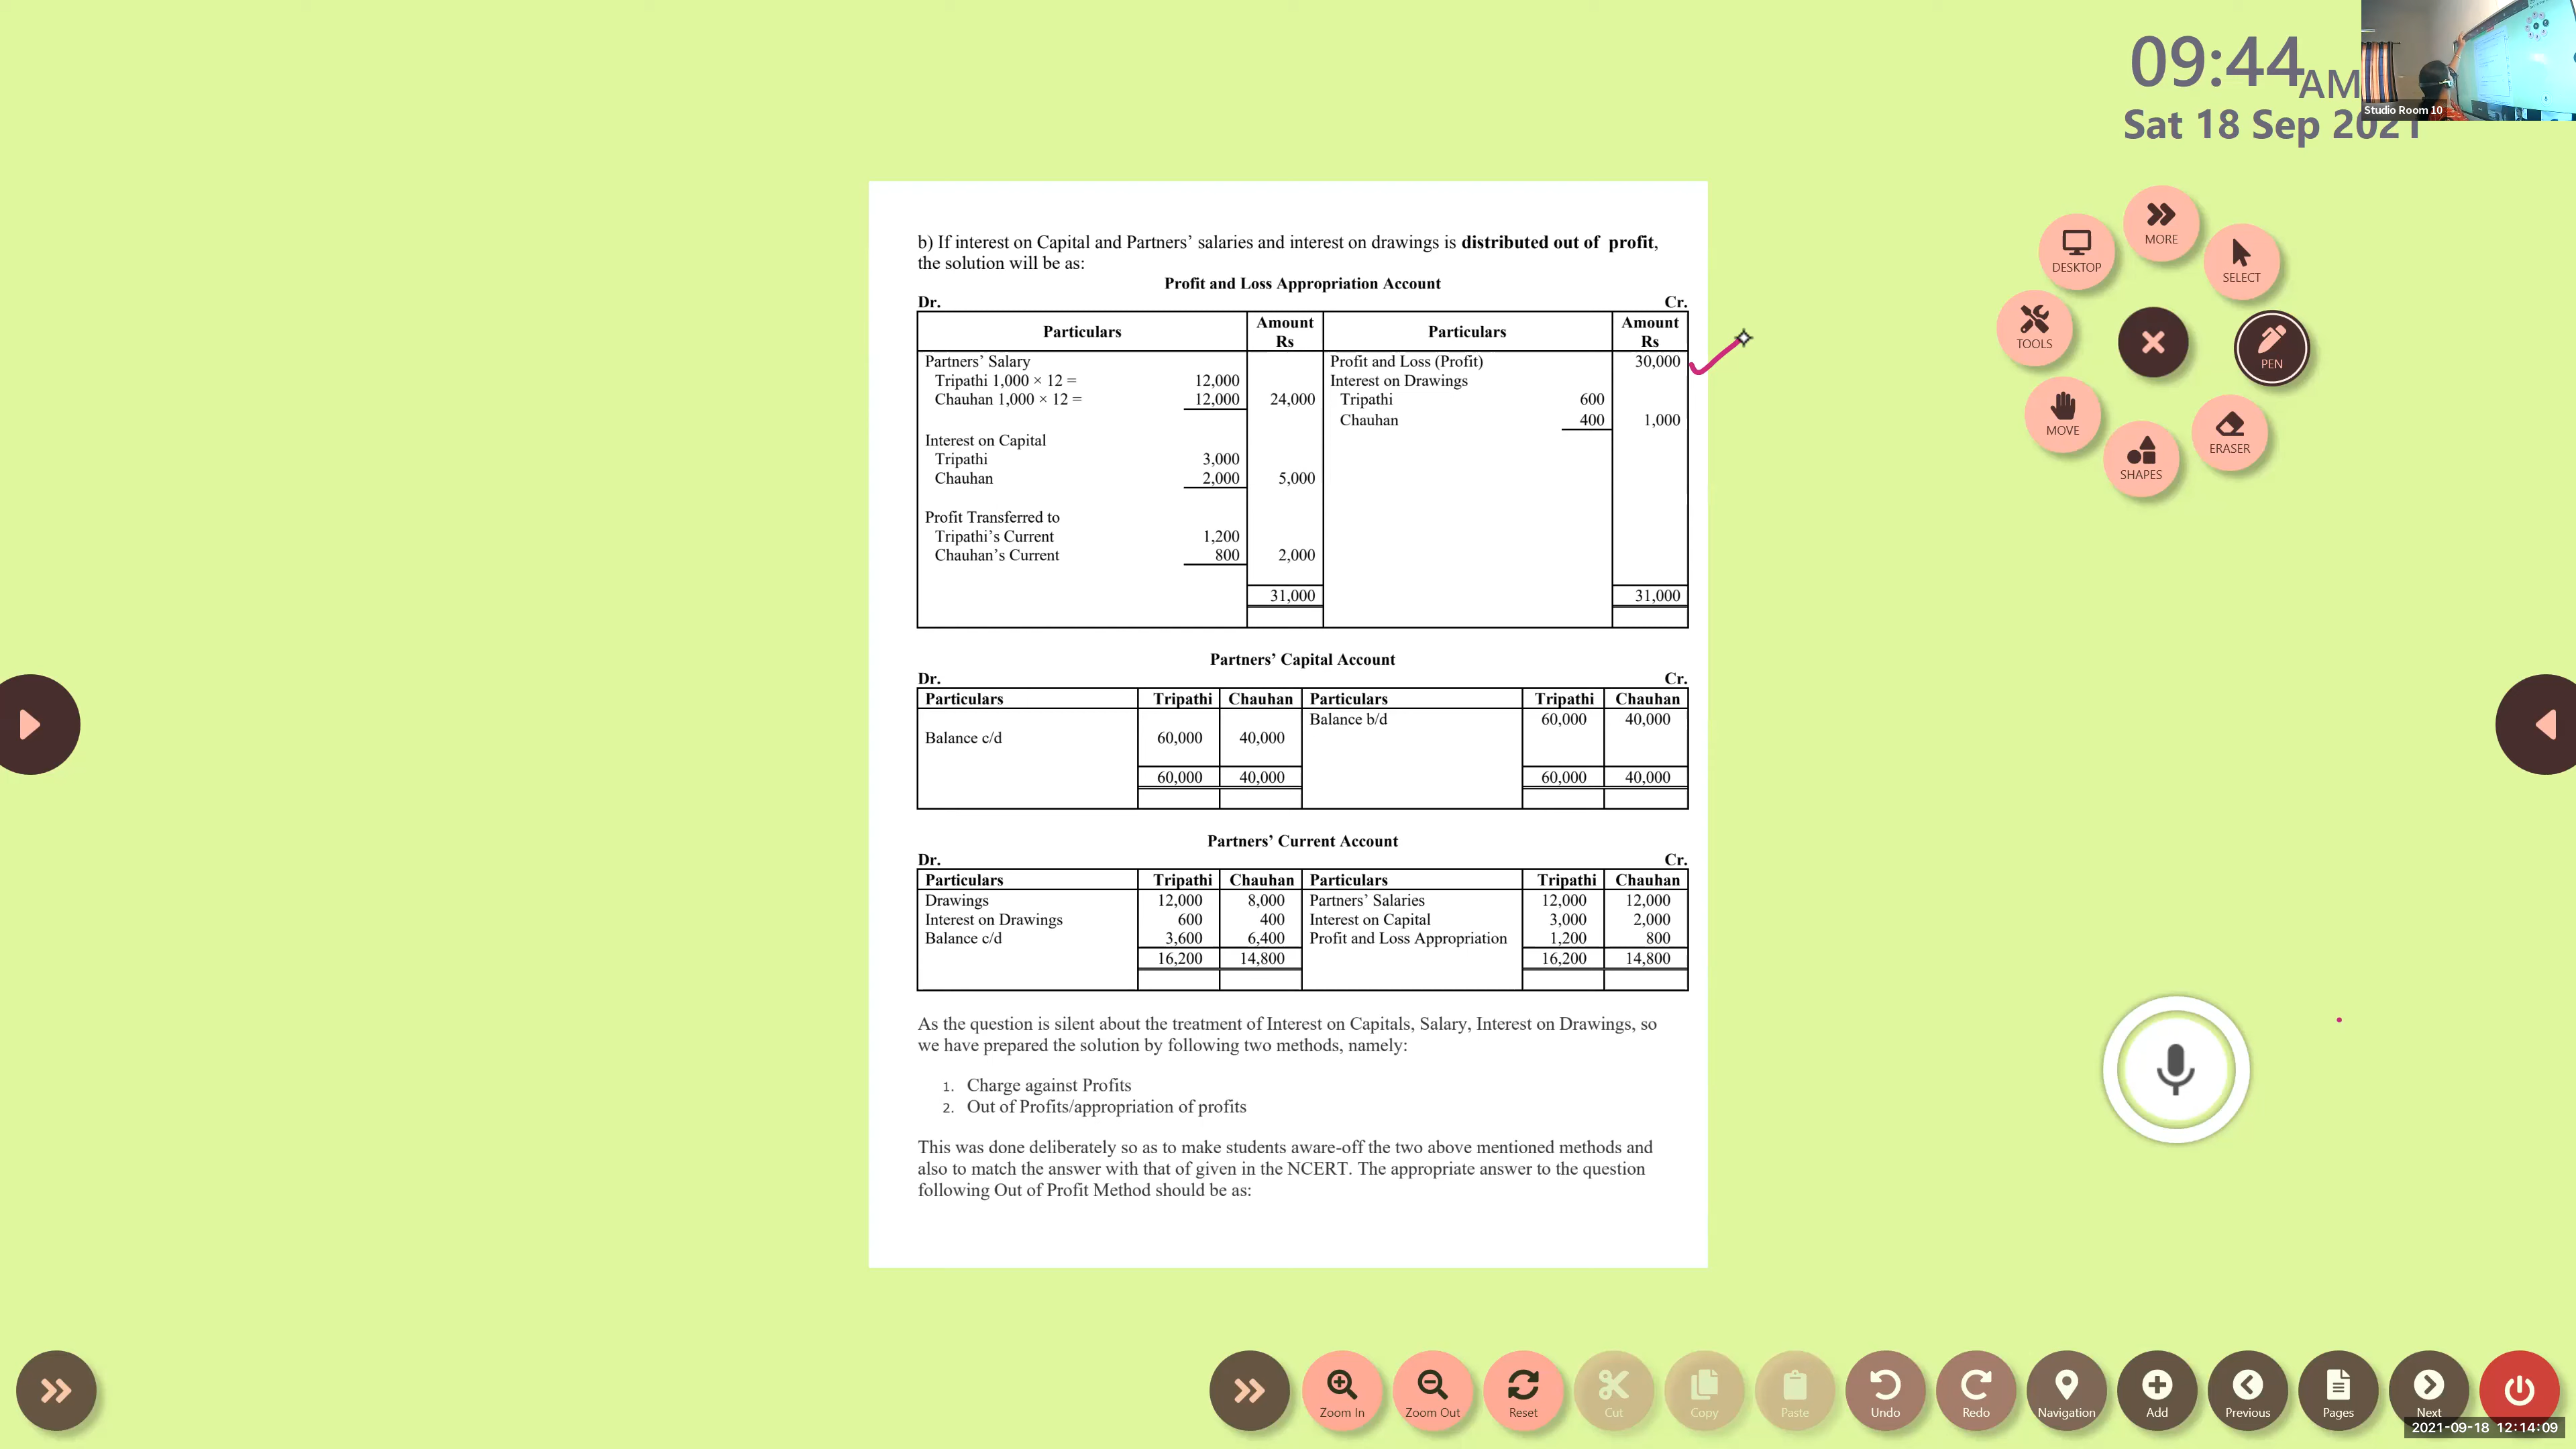 09:44 AM
Sat 18 Sep 2021
Studio Room 10
MORE
DESKTOP
SELECT
TOOLS
PEN
MOVE
ERASER
SHAPES
b) If interest on Capital and Partners’ salaries and interest on drawings is distributed out of profit,
the solution will be as:
Profit and Loss Appropriation Account
Dr. Cr.
Particulars Amount Rs Particulars Amount Rs
Partners’ Salary Profit and Loss (Profit) 30,000
Tripathi 1,000 × 12 = 12,000 Interest on Drawings
Chauhan 1,000 × 12 = 12,000 24,000 Tripathi 600
Chauhan 400 1,000
Interest on Capital
Tripathi 3,000
Chauhan 2,000 5,000
Profit Transferred to
Tripathi’s Current 1,200
Chauhan’s Current 800 2,000
31,000 31,000
Partners’ Capital Account
Dr. Cr.
Particulars Tripathi Chauhan Particulars Tripathi Chauhan
Balance b/d 60,000 40,000
Balance c/d 60,000 40,000
60,000 40,000 60,000 40,000
Partners’ Current Account
Dr. Cr.
Particulars Tripathi Chauhan Particulars Tripathi Chauhan
Drawings 12,000 8,000 Partners’ Salaries 12,000 12,000
Interest on Drawings 600 400 Interest on Capital 3,000 2,000
Balance c/d 3,600 6,400 Profit and Loss Appropriation 1,200 800
16,200 14,800 16,200 14,800
As the question is silent about the treatment of Interest on Capitals, Salary, Interest on Drawings, so
we have prepared the solution by following two methods, namely:
1. Charge against Profits
2. Out of Profits/appropriation of profits
This was done deliberately so as to make students aware-off the two above mentioned methods and
also to match the answer with that of given in the NCERT. The appropriate answer to the question
following Out of Profit Method should be as:
Zoom In Zoom Out Reset Cut Copy Paste Undo Redo Navigation Add Previous Pages Next
2021-09-18 12:14:09